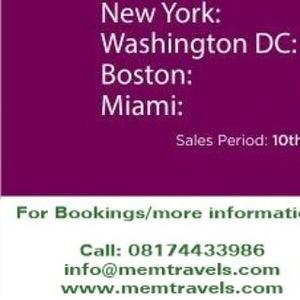 New York:
Washington DC:
Boston:
Miami:
Sales Period: 10th
For Bookings/more informati
Call: 08174433986
info@memtravels.com
www.memtravels.com